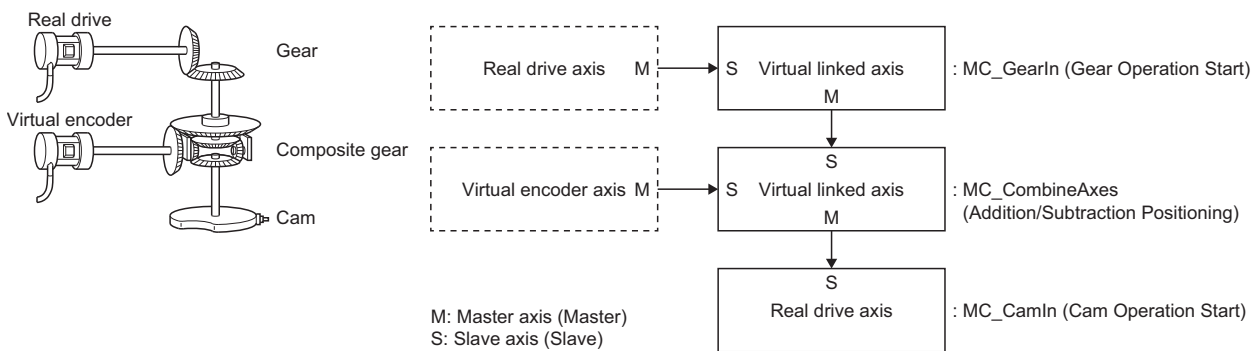 Real drive
Gear
Virtual encoder
Composite gear
Cam
Real drive axis M
S Virtual linked axis
M
: MC_GearIn (Gear Operation Start)
Virtual encoder axis M
S
S Virtual linked axis
M
: MC_CombineAxes
(Addition/Subtraction Positioning)
S
Real drive axis
: MC_CamIn (Cam Operation Start)
M: Master axis (Master)
S: Slave axis (Slave)